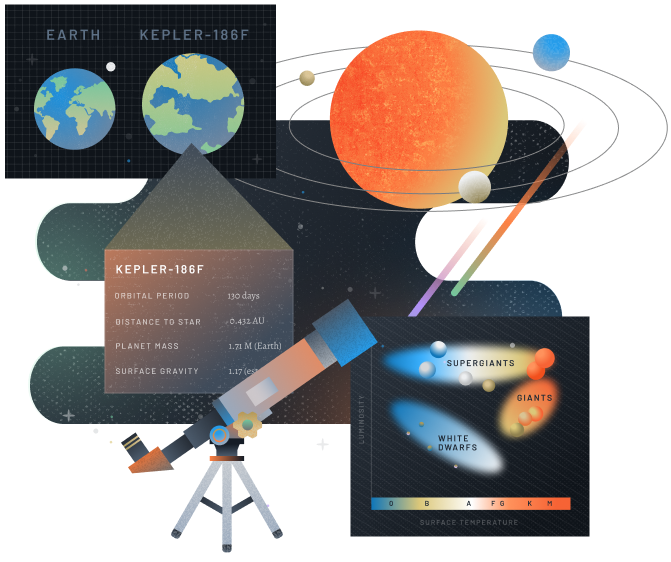 EARTH KEPLER-186F
KEPLER-186F
ORBITAL PERIOD 130 days
DISTANCE TO STAR 0.432 AU
PLANET MASS 1.71 M (Earth)
SURFACE GRAVITY 1.17 (es
SUPERGIANTS
GIANTS
WHITE
DWARFS
LUMINOSITY
O B A F G K M
SURFACE TEMPERATURE